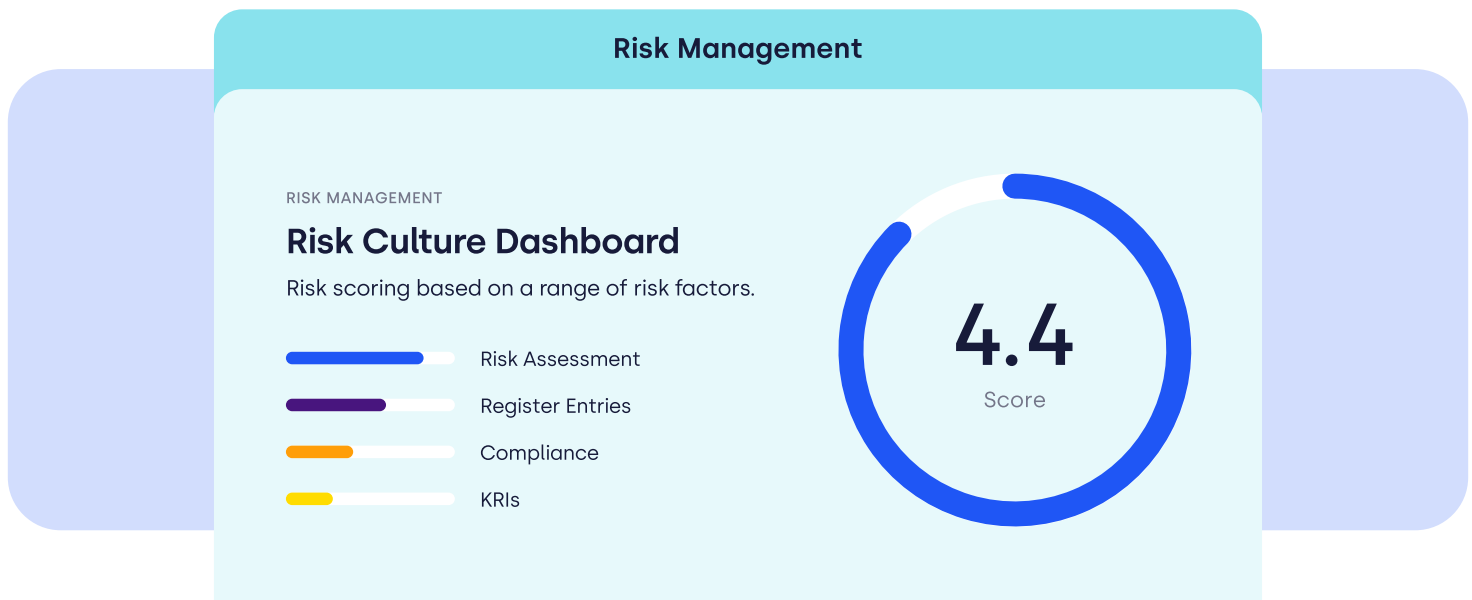 Risk Management
RISK MANAGEMENT
Risk Culture Dashboard
Risk scoring based on a range of risk factors.
Risk Assessment
Register Entries
Compliance
KRIs
4.4
Score